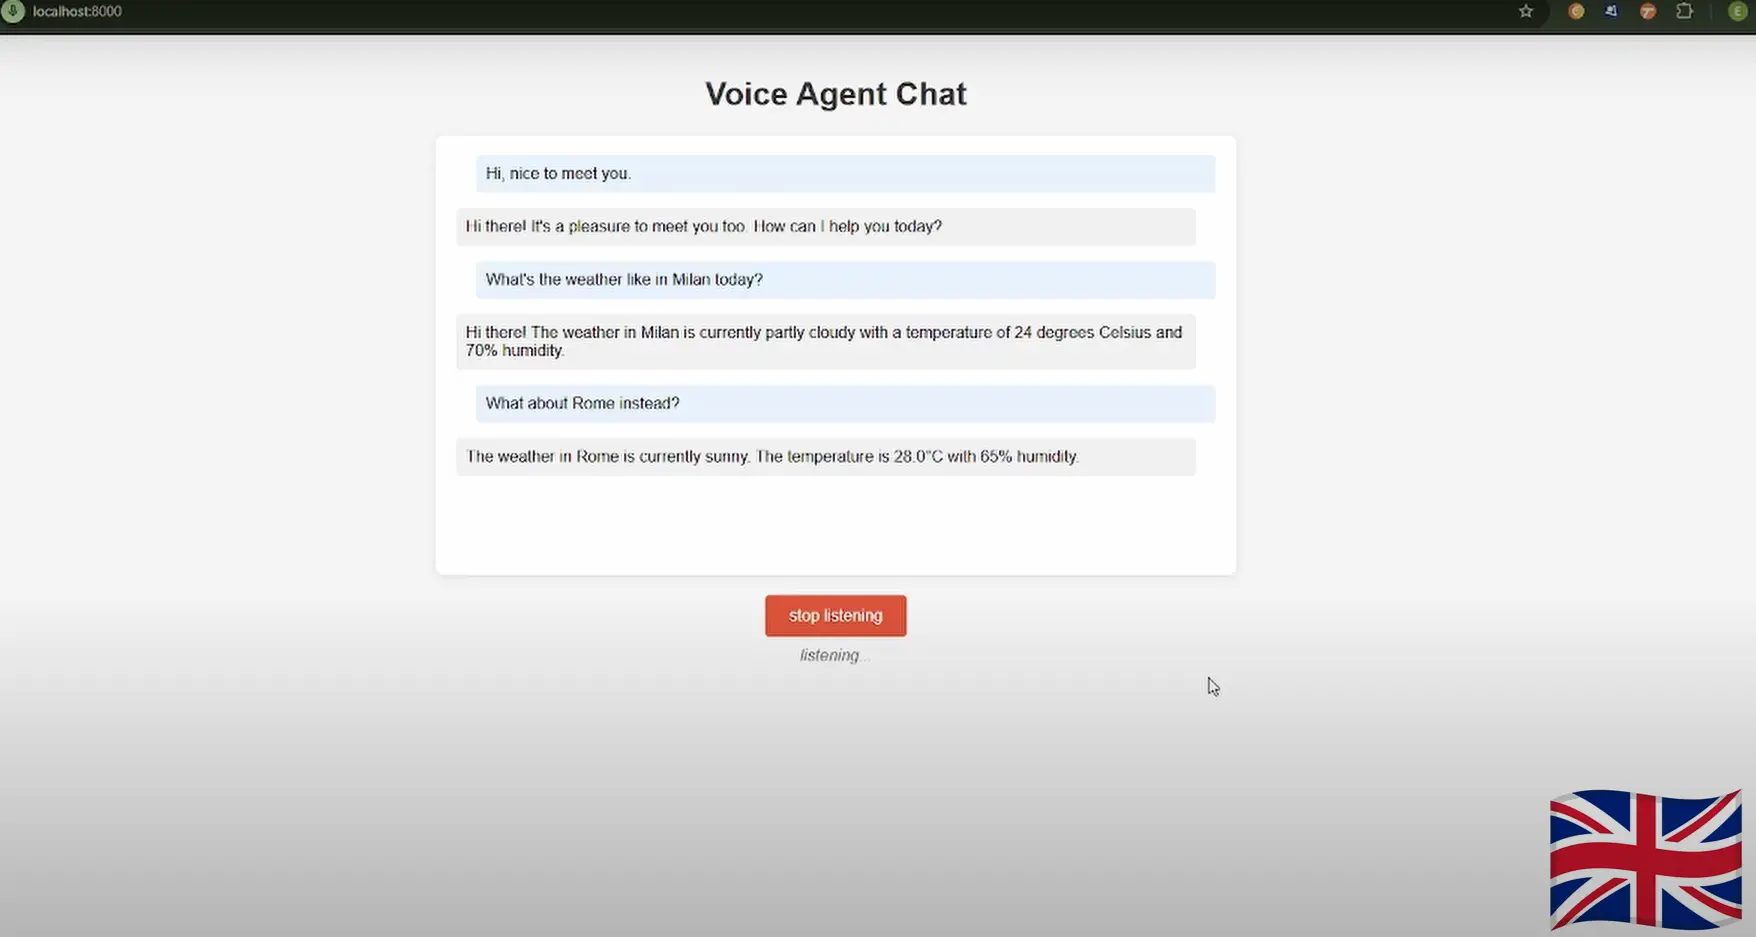 localhost:8000
E
Voice Agent Chat
Hi, nice to meet you.
Hi there! It's a pleasure to meet you too. How can I help you today?
What's the weather like in Milan today?
Hi there! The weather in Milan is currently partly cloudy with a temperature of 24 degrees Celsius and
70% humidity.
What about Rome instead?
The weather in Rome is currently sunny. The temperature is 28.0°C with 65% humidity.
stop listening
listening...